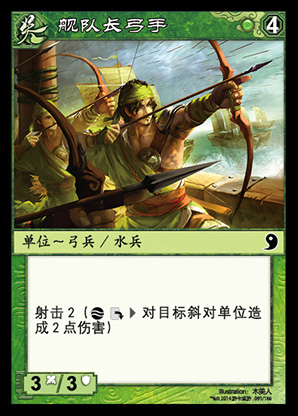 舰队长弓手
4
单位～弓兵 / 水兵
射击2（ 对目标斜对单位造
成2点伤害）
3 / 3
Illustration: 木美人